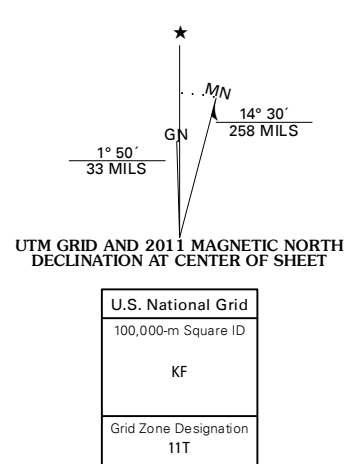 ★
MN
GN
14° 30´
258 MILS
1° 50´
33 MILS
UTM GRID AND 2011 MAGNETIC NORTH
DECLINATION AT CENTER OF SHEET
U.S. National Grid
100,000-m Square ID
KF
Grid Zone Designation
11T